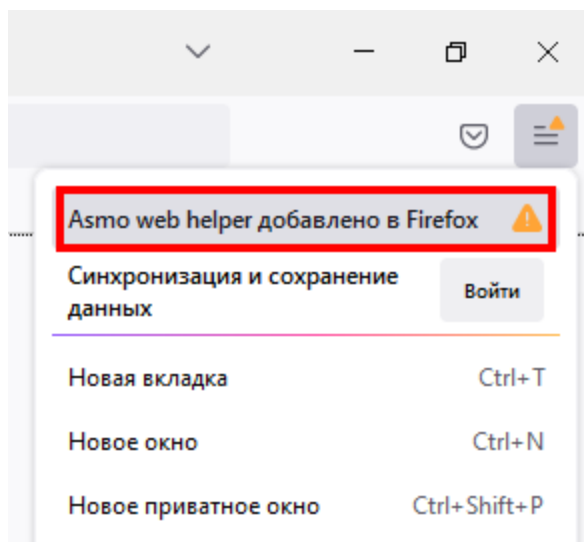 Asmo web helper добавлено в Firefox
Синхронизация и сохранение
данных
Войти
Новая вкладка Ctrl+T
Новое окно Ctrl+N
Новое приватное окно Ctrl+Shift+P